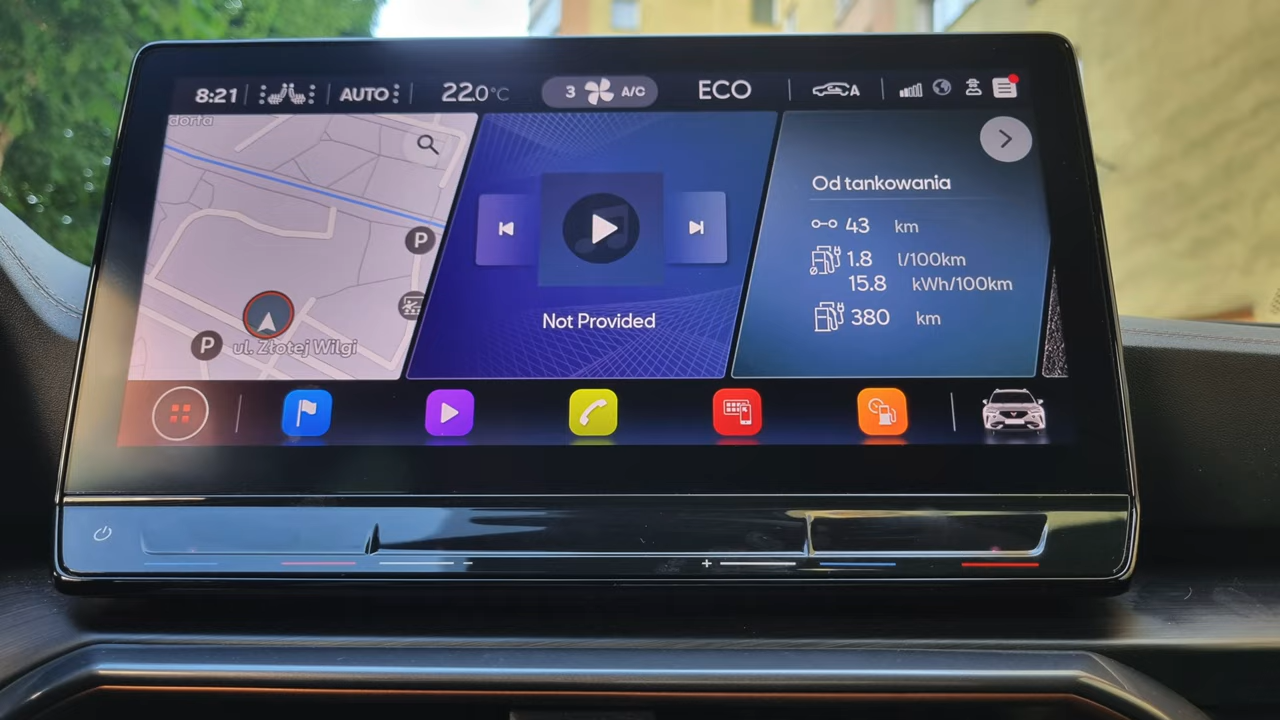 8:21 AUTO 22.0°C 3 A/C ECO A
dorta
P
P
ul. Złotej Wilgi
Not Provided
Od tankowania
43 km
1.8 l/100km
15.8 kWh/100km
380 km
- +